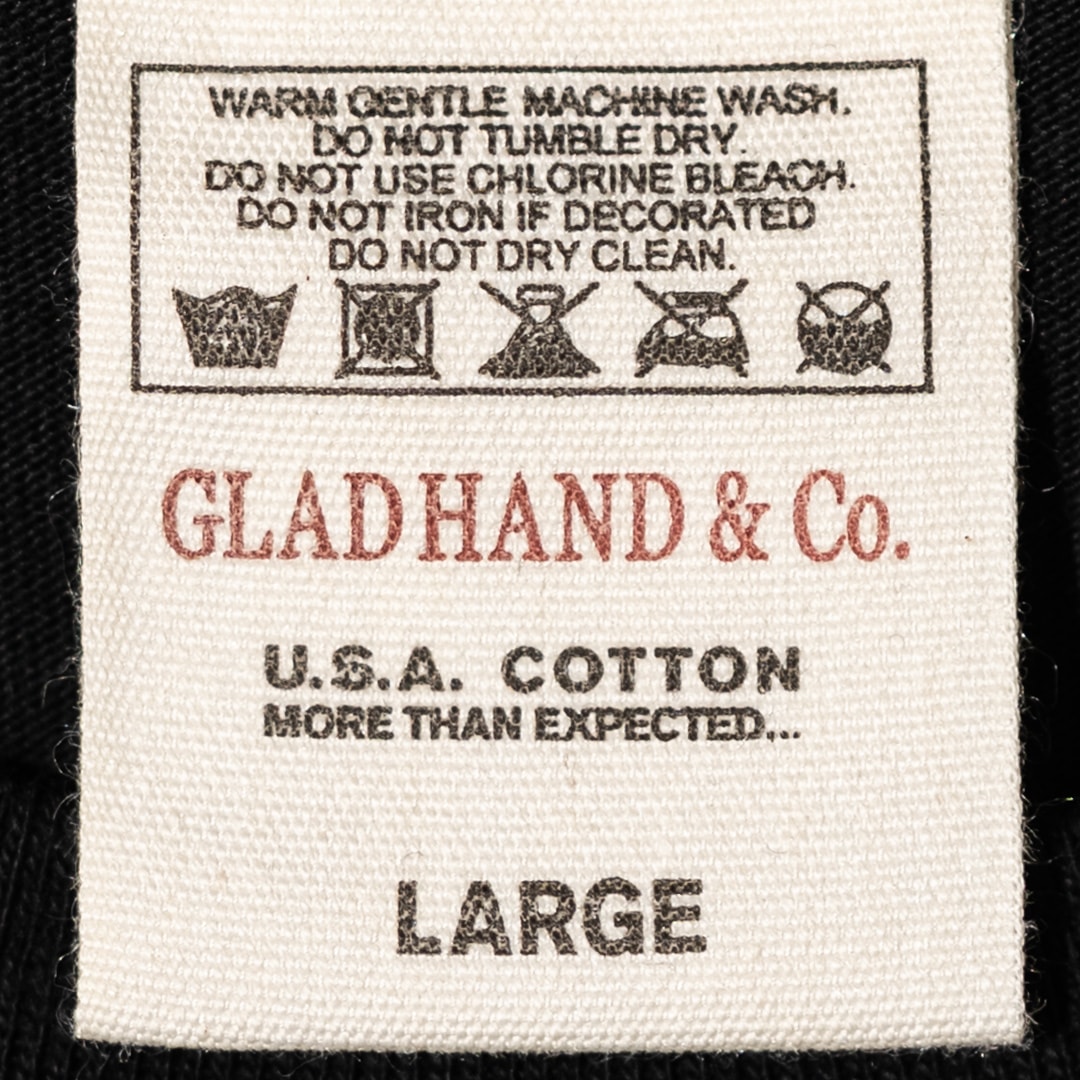 WARM GENTLE MACHINE WASH.
DO NOT TUMBLE DRY.
DO NOT USE CHLORINE BLEACH.
DO NOT IRON IF DECORATED
DO NOT DRY CLEAN.
GLAD HAND & Co.
U.S.A. COTTON
MORE THAN EXPECTED...
LARGE